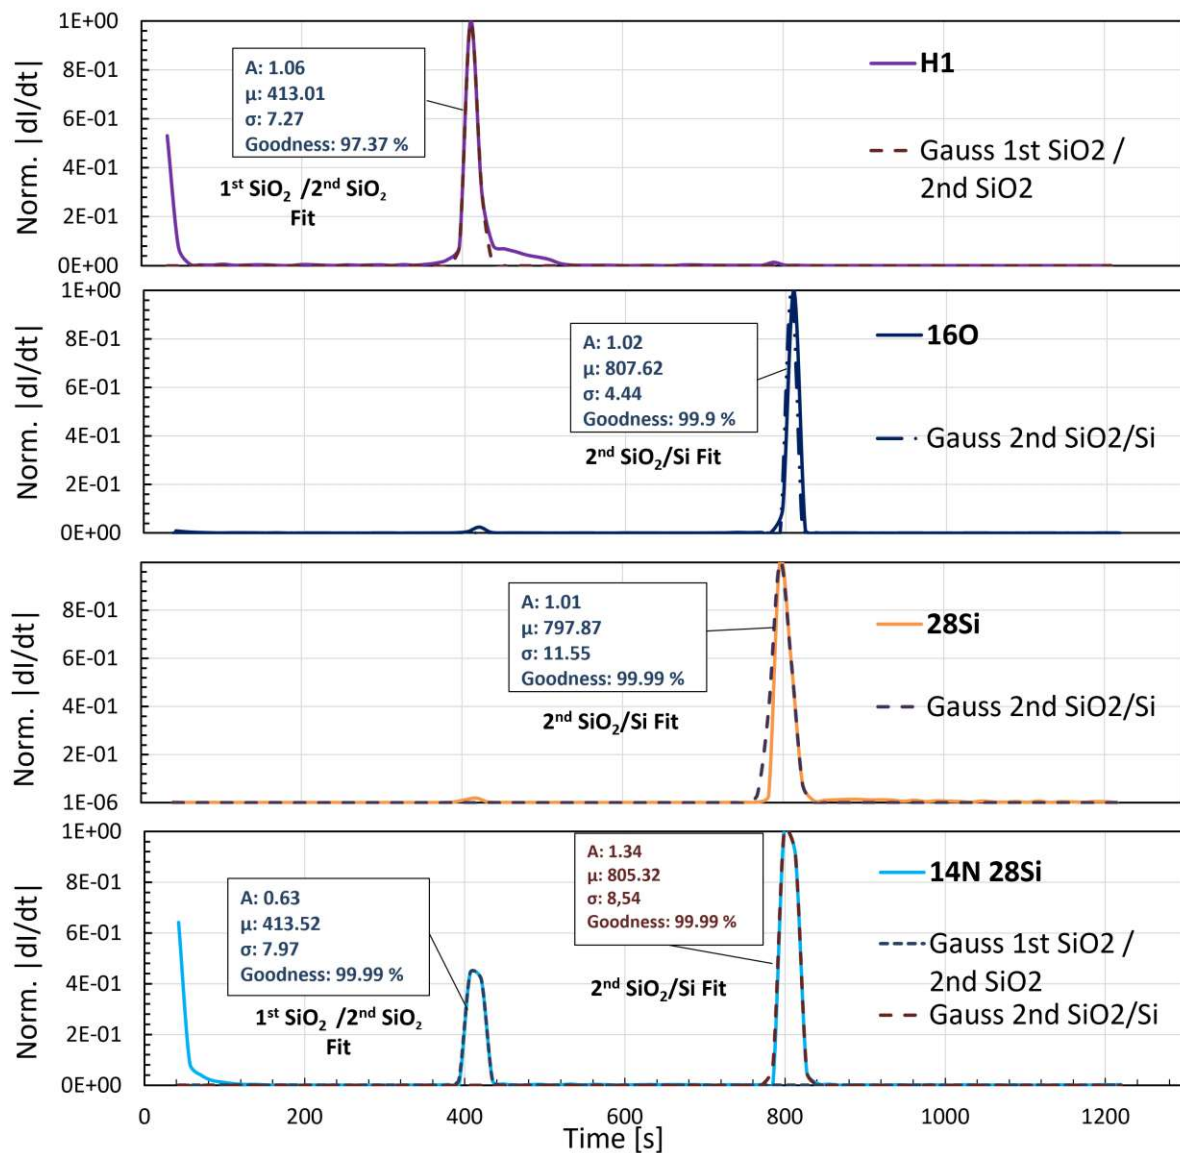 Norm. |dI/dt|
1E+00
8E-01
6E-01
4E-01
2E-01
0E+00
A: 1.06
μ: 413.01
σ: 7.27
Goodness: 97.37 %
1st SiO2 /2nd SiO2
Fit
H1
Gauss 1st SiO2 /
2nd SiO2
Norm. |dI/dt|
1E+00
8E-01
6E-01
4E-01
2E-01
0E+00
A: 1.02
μ: 807.62
σ: 4.44
Goodness: 99.9 %
2nd SiO2/Si Fit
16O
Gauss 2nd SiO2/Si
Norm. |dI/dt|
8E-01
6E-01
4E-01
2E-01
1E-06
A: 1.01
μ: 797.87
σ: 11.55
Goodness: 99.99 %
2nd SiO2/Si Fit
28Si
Gauss 2nd SiO2/Si
Norm. |dI/dt|
1E+00
8E-01
6E-01
4E-01
2E-01
0E+00
A: 0.63
μ: 413.52
σ: 7.97
Goodness: 99.99 %
1st SiO2 /2nd SiO2
Fit
A: 1.34
μ: 805.32
σ: 8,54
Goodness: 99.99 %
2nd SiO2/Si Fit
14N 28Si
Gauss 1st SiO2 /
2nd SiO2
Gauss 2nd SiO2/Si
0 200 400 600 800 1000 1200
Time [s]